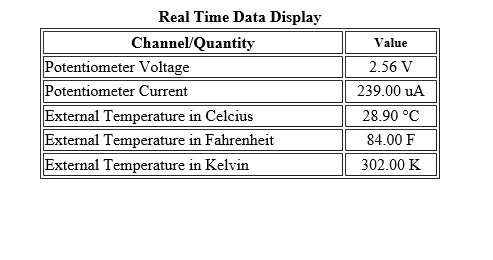 Real Time Data Display
Channel/Quantity Value
Potentiometer Voltage 2.56 V
Potentiometer Current 239.00 uA
External Temperature in Celcius 28.90 °C
External Temperature in Fahrenheit 84.00 F
External Temperature in Kelvin 302.00 K